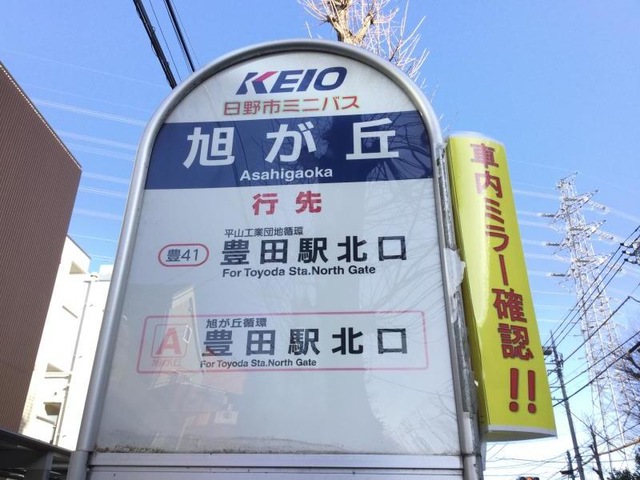 KEIO
日野市ミニバス
旭が丘
Asahigaoka
行先
平山工業団地循環
豊41 豊田駅北口
For Toyoda Sta.North Gate
旭が丘循環
A 豊田駅北口
For Toyoda Sta.North Gate
車内ミラー確認!!